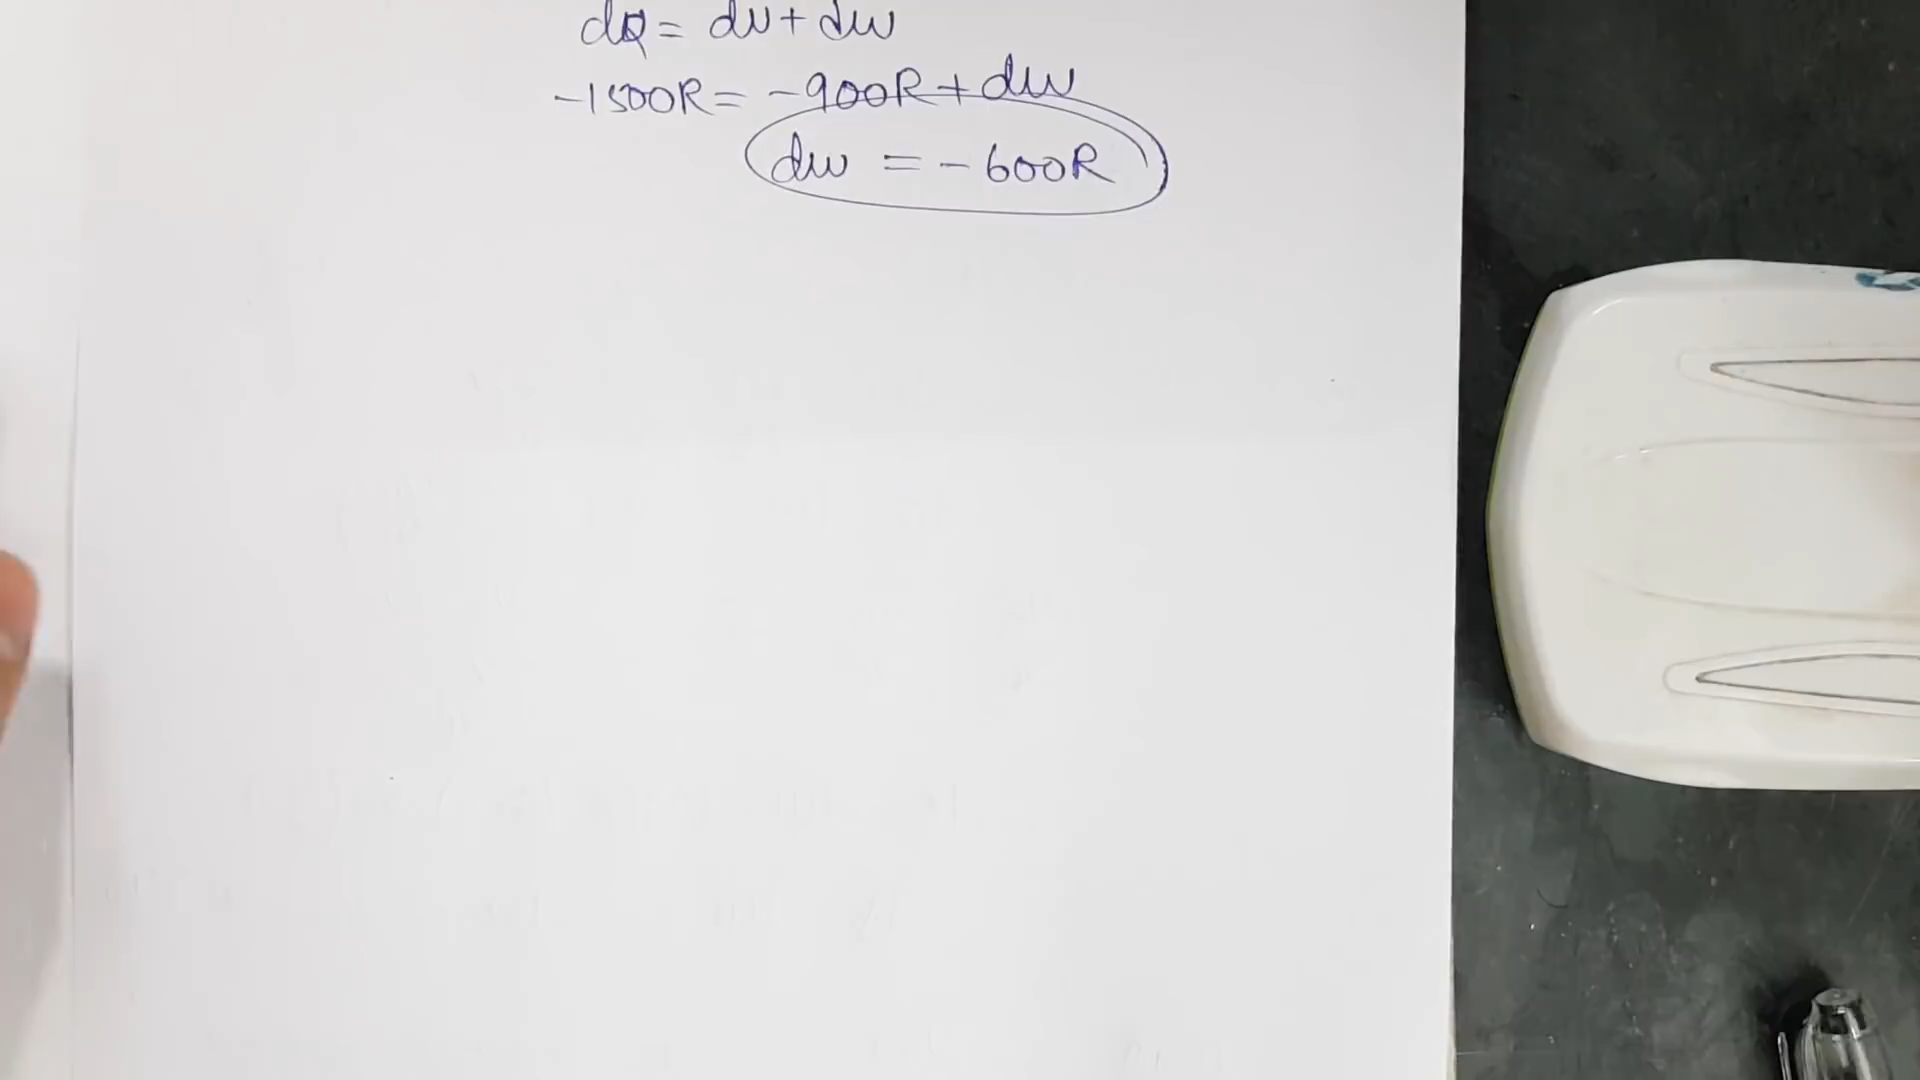 dQ = dU + dW
-1500R = -900R + dW
dW = -600R